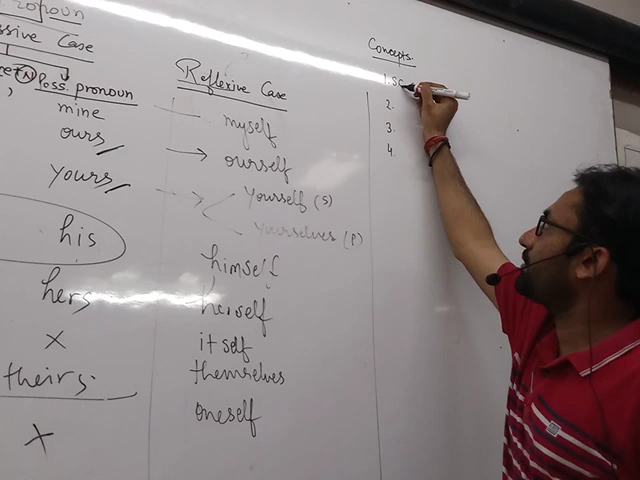 ssive Case
N poss. pronoun
mine
ours
yours
his
hers
x
theirs
x
Reflexive Case
myself
→ ourself
yourself (S)
yourselves (P)
himself
herself
itself
themselves
oneself
Concepts.
1. Sc
2.
3.
4.